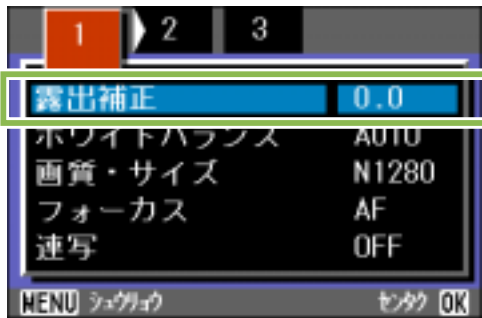 1 2 3
露出補正 0.0
ホワイトバランス AUTO
画質・サイズ N1280
フォーカス AF
連写 OFF
MENU シュウリョウ センタク OK